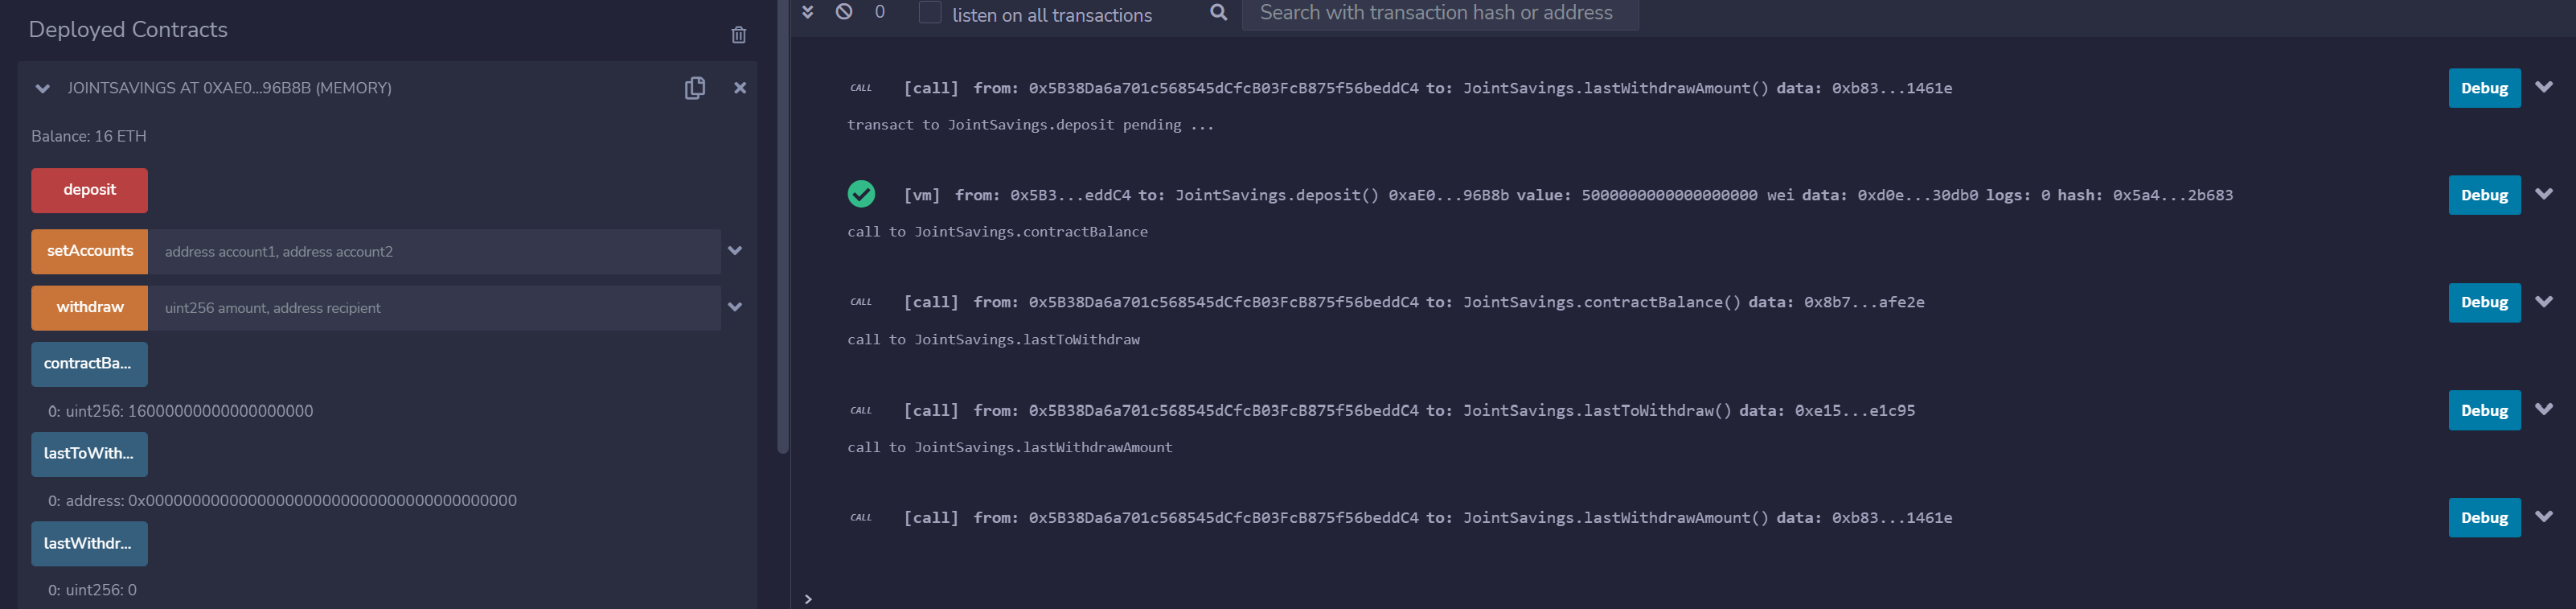 Deployed Contracts
JOINTSAVINGS AT 0XAE0...96B8B (MEMORY)
Balance: 16 ETH
deposit
setAccounts address account1, address account2
withdraw uint256 amount, address recipient
contractBa...
0: uint256: 16000000000000000000
lastToWith...
0: address: 0x0000000000000000000000000000000000000000
lastWithdr...
0: uint256: 0
0 listen on all transactions Search with transaction hash or address
CALL [call] from: 0x5B38Da6a701c568545dCfcB03FcB875f56beddC4 to: JointSavings.lastWithdrawAmount() data: 0xb83...1461e Debug
transact to JointSavings.deposit pending ...
[vm] from: 0x5B3...eddC4 to: JointSavings.deposit() 0xaE0...96B8b value: 5000000000000000000 wei data: 0xd0e...30db0 logs: 0 hash: 0x5a4...2b683 Debug
call to JointSavings.contractBalance
CALL [call] from: 0x5B38Da6a701c568545dCfcB03FcB875f56beddC4 to: JointSavings.contractBalance() data: 0x8b7...afe2e Debug
call to JointSavings.lastToWithdraw
CALL [call] from: 0x5B38Da6a701c568545dCfcB03FcB875f56beddC4 to: JointSavings.lastToWithdraw() data: 0xe15...e1c95 Debug
call to JointSavings.lastWithdrawAmount
CALL [call] from: 0x5B38Da6a701c568545dCfcB03FcB875f56beddC4 to: JointSavings.lastWithdrawAmount() data: 0xb83...1461e Debug
>